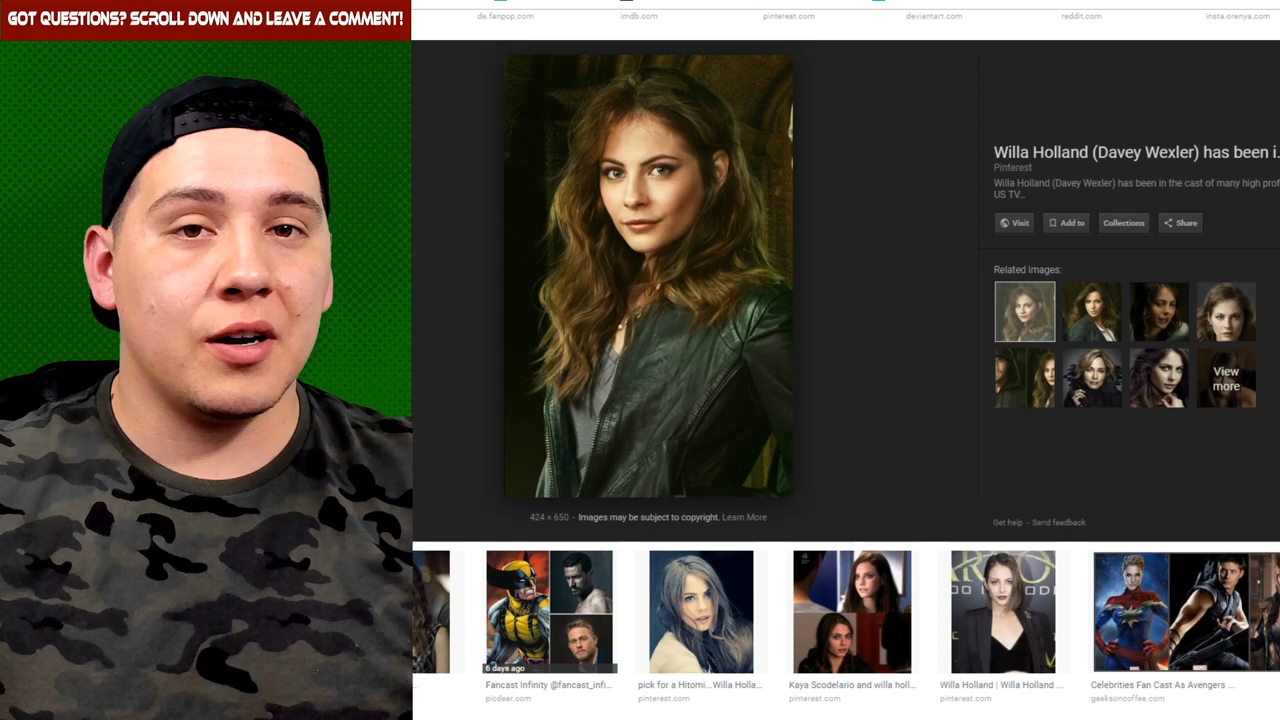 GOT QUESTIONS? SCROLL DOWN AND LEAVE A COMMENT!
de.fanpop.com
imdb.com
pinterest.com
deviantart.com
reddit.com
insta.orenya.com
Willa Holland (Davey Wexler) has been i...
Pinterest
Willa Holland (Davey Wexler) has been in the cast of many high prof
US TV...
Visit
Add to
Collections
Share
Related images:
View
more
424 × 650 - Images may be subject to copyright. Learn More
Get help - Send feedback
6 days ago
Fancast Infinity @fancast_infi...
picdeer.com
pick for a Hitomi...Willa Holla...
pinterest.com
Kaya Scodelario and willa holl...
pinterest.com
Willa Holland | Willa Holland ...
pinterest.com
MARVEL
Celebrities Fan Cast As Avengers ...
geeksoncoffee.com